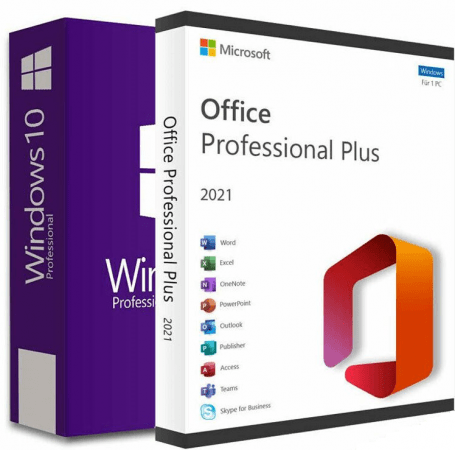 Windows 10
Professional
Win
Profession
Office Professional Plus 2021
Microsoft
Windows
für 1 PC
Office
Professional Plus
2021
Word
Excel
OneNote
PowerPoint
Outlook
Publisher
Access
Teams
Skype for Business